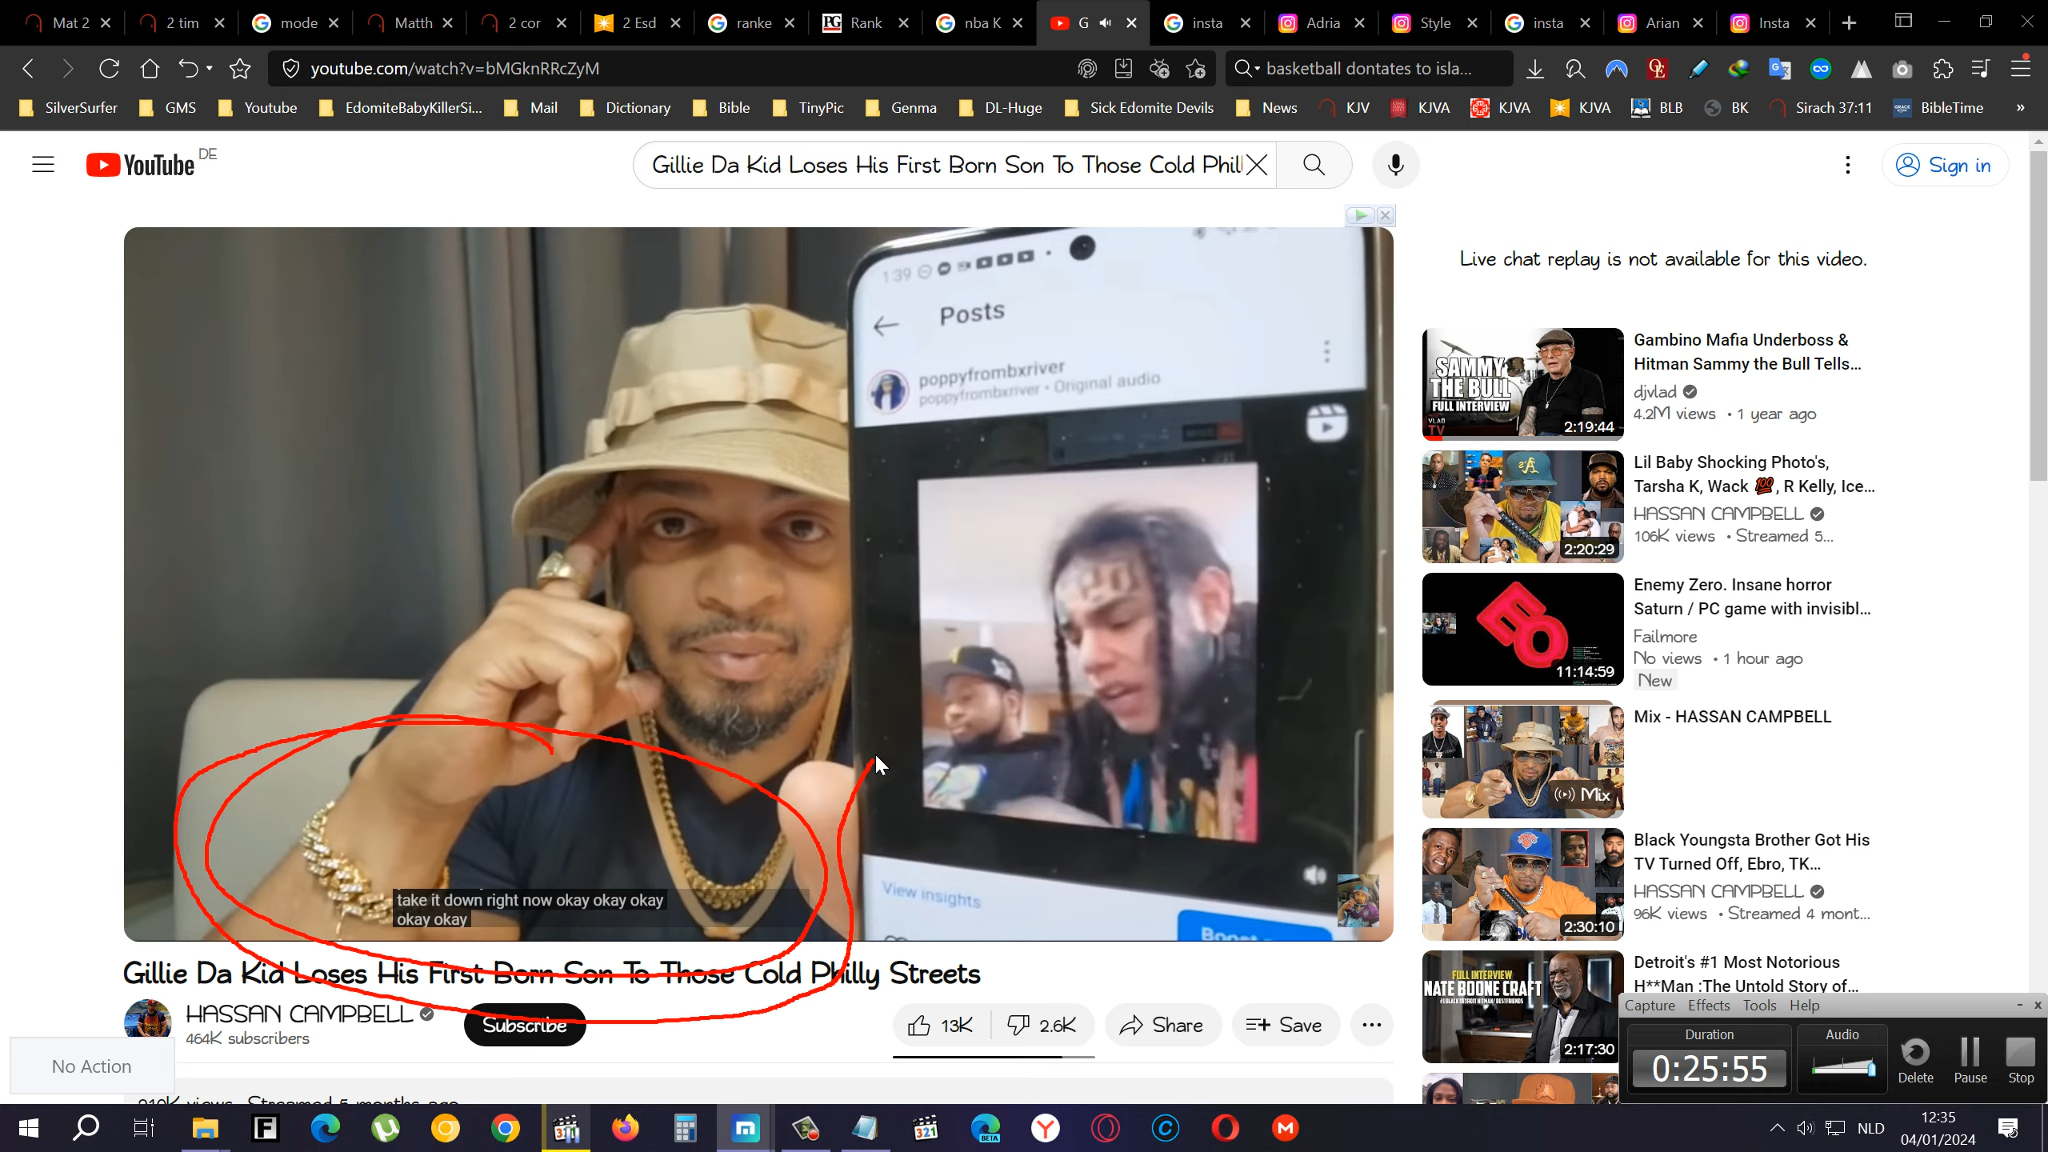 Mat 2
2 tim
mode
Matth
2 cor
2 Esd
ranke
Rank
nba K
G
insta
Adria
Style
insta
Arian
Insta
youtube.com/watch?v=bMGknRRcZyM
basketball dontates to isla...
SilverSurfer
GMS
Youtube
EdomiteBabyKillerSi...
Mail
Dictionary
Bible
TinyPic
Genma
DL-Huge
Sick Edomite Devils
News
KJV
KJVA
KJVA
KJVA
BLB
BK
Sirach 37:11
BibleTime
YouTube DE
Gillie Da Kid Loses His First Born Son To Those Cold Phill
Sign in
1:39
Posts
poppyfrombxriver
poppyfrombxriver • Original audio
View insights
take it down right now okay okay okay
okay okay
Live chat replay is not available for this video.
SAMMY
THE BULL
FULL INTERVIEW
VLAD
TV
2:19:44
Gambino Mafia Underboss &
Hitman Sammy the Bull Tells...
djvlad
4.2M views • 1 year ago
2:20:29
Lil Baby Shocking Photo's,
Tarsha K, Wack 💯, R Kelly, Ice...
HASSAN CAMPBELL
106K views • Streamed 5...
EO
11:14:59
Enemy Zero. Insane horror
Saturn / PC game with invisibl...
Failmore
No views • 1 hour ago
New
Mix
Mix - HASSAN CAMPBELL
2:30:10
Black Youngsta Brother Got His
TV Turned Off, Ebro, TK...
HASSAN CAMPBELL
96K views • Streamed 4 mont...
FULL INTERVIEW
NATE BOONE CRAFT
2:17:30
Detroit's #1 Most Notorious
H**Man :The Untold Story of...
Gillie Da Kid Loses His First Born Son To Those Cold Philly Streets
HASSAN CAMPBELL
464K subscribers
Subscribe
13K
2.6K
Share
Save
No Action
Capture Effects Tools Help
Duration
0:25:55
Audio
Delete
Pause
Stop
NLD
12:35
04/01/2024